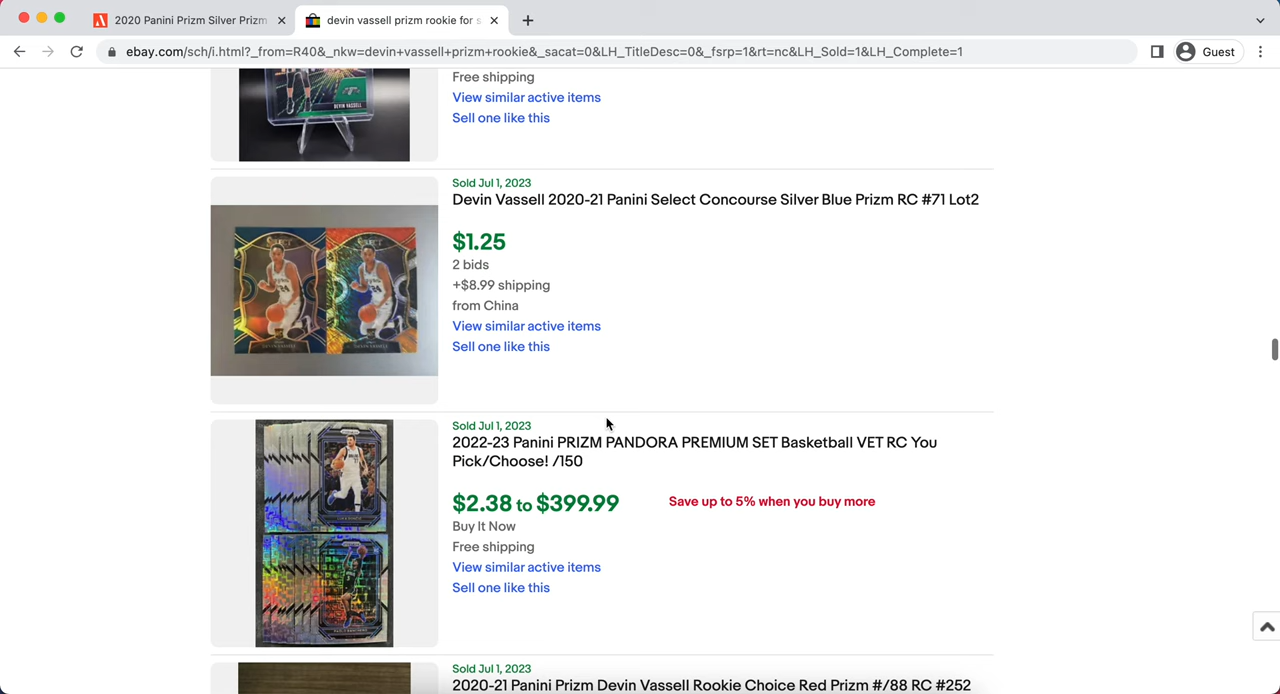 2020 Panini Prizm Silver Prizm
devin vassell prizm rookie for s
ebay.com/sch/i.html?_from=R40&_nkw=devin+vassell+prizm+rookie&_sacat=0&LH_TitleDesc=0&_fsrp=1&rt=nc&LH_Sold=1&LH_Complete=1
Guest
DEVIN VASSELL
Free shipping
View similar active items
Sell one like this
Sold Jul 1, 2023
Devin Vassell 2020-21 Panini Select Concourse Silver Blue Prizm RC #71 Lot2
SELECT
SELECT
$1.25
2 bids
+$8.99 shipping
from China
View similar active items
Sell one like this
Sold Jul 1, 2023
2022-23 Panini PRIZM PANDORA PREMIUM SET Basketball VET RC You
Pick/Choose! /150
$2.38 to $399.99
Save up to 5% when you buy more
Buy It Now
Free shipping
View similar active items
Sell one like this
Sold Jul 1, 2023
2020-21 Panini Prizm Devin Vassell Rookie Choice Red Prizm #/88 RC #252